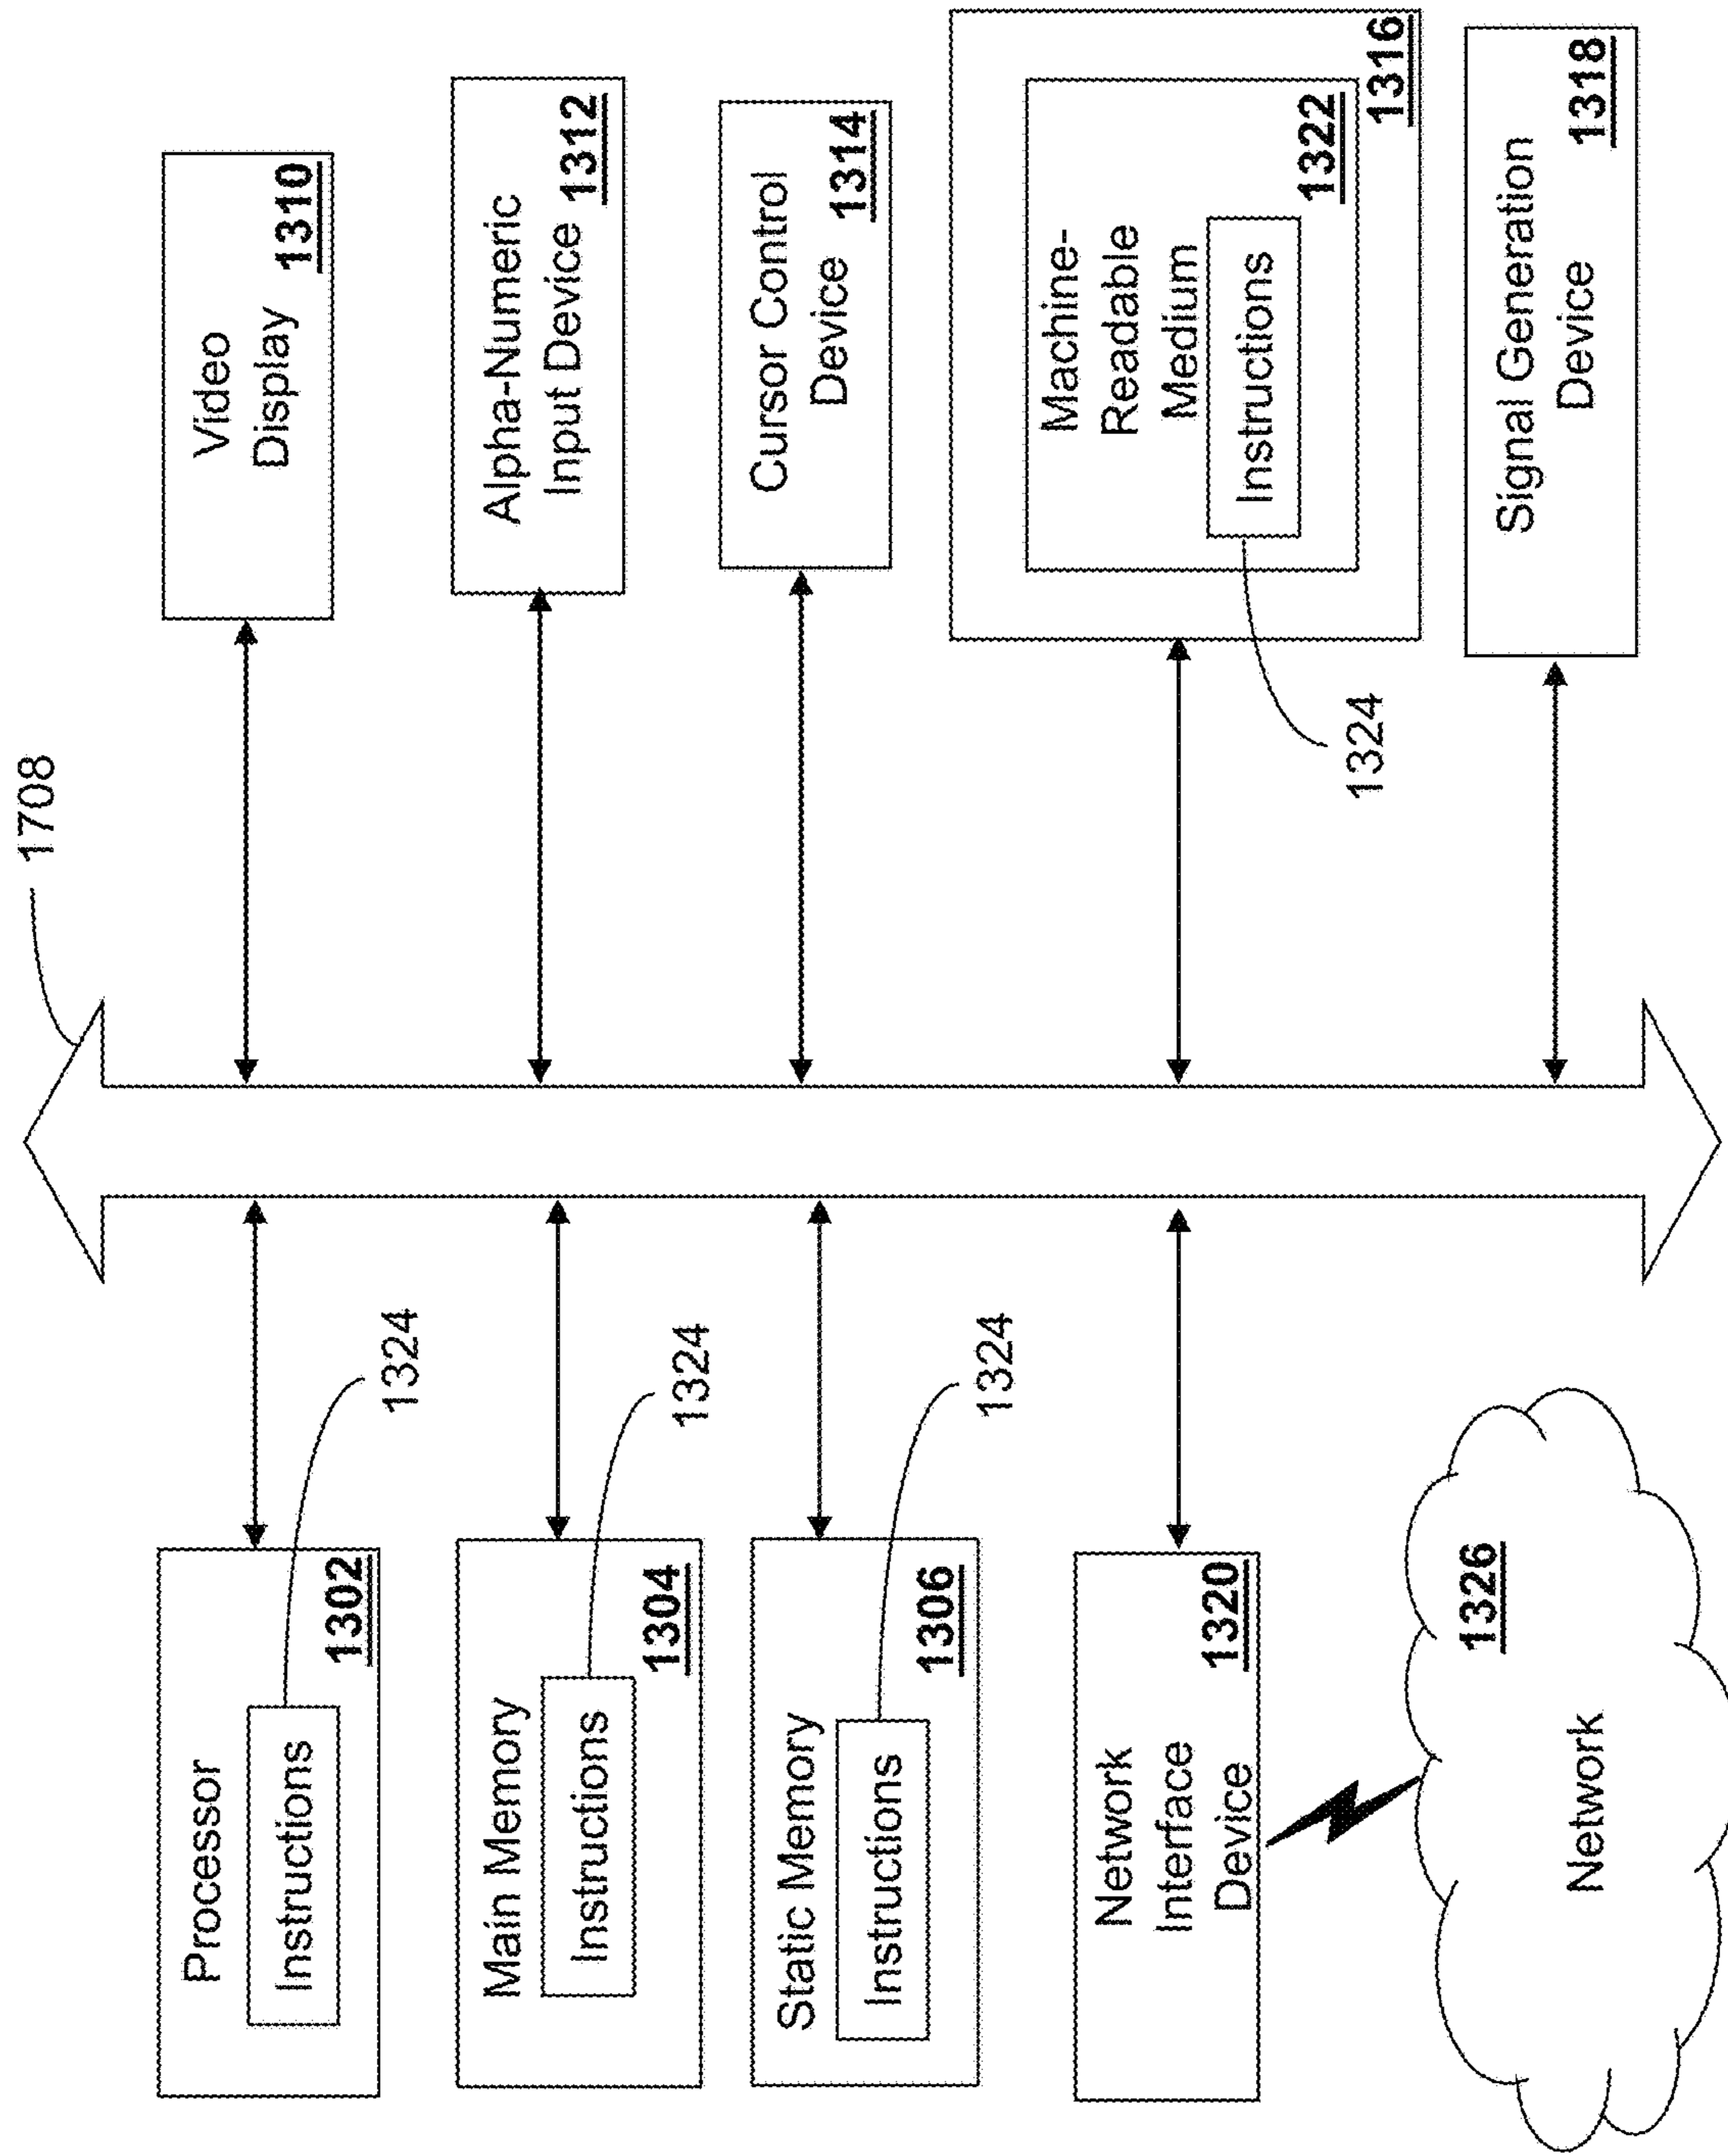 1708
Processor
Instructions
1302
1324
Main Memory
Instructions
1304
1324
Static Memory
Instructions
1306
1324
Network
Interface
Device
1320
1326
Network
Video
Display
1310
Alpha-Numeric
Input Device
1312
Cursor Control
Device
1314
Machine-
Readable
Medium
Instructions
1322
1316
1324
Signal Generation
Device
1318